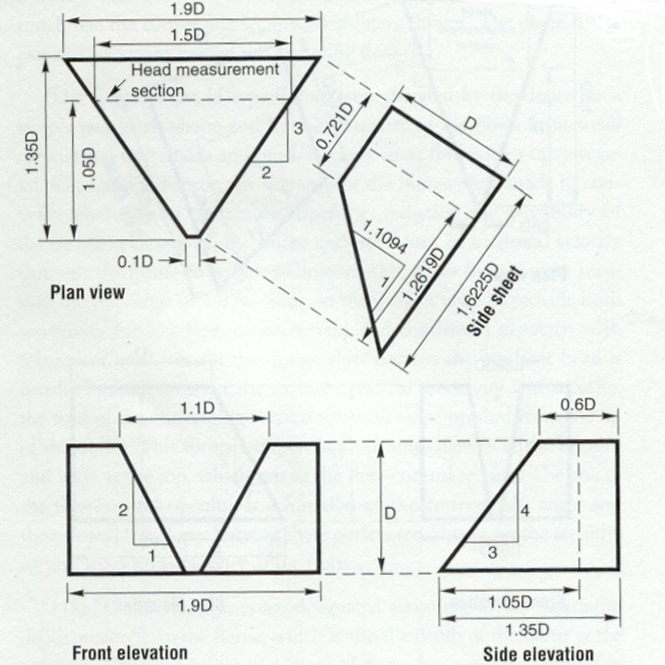 1.9D
1.5D
Head measurement
section
1.35D
1.05D
3
2
0.1D
Plan view
0.721D
D
1.1094
1
1.2619D
1.6225D
Side sheet
1.1D
2
1
D
1.9D
Front elevation
0.6D
4
3
1.05D
1.35D
Side elevation